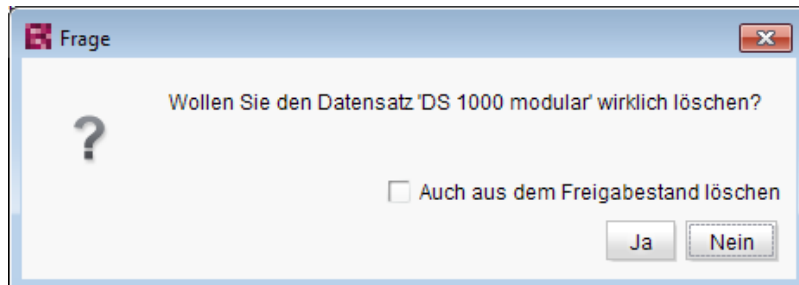 Frage
Wollen Sie den Datensatz 'DS 1000 modular' wirklich löschen?
?
Auch aus dem Freigabestand löschen
Ja Nein